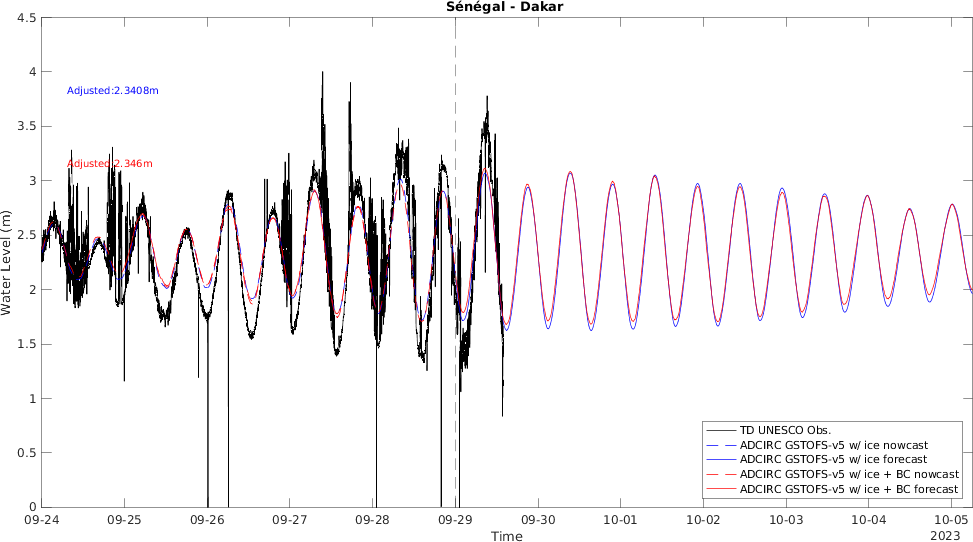 Sénégal - Dakar
4.5
4
3.5
3
2.5
2
1.5
1
0.5
0
Water Level (m)
Adjusted:2.3408m
Adjusted:2.346m
TD UNESCO Obs.
ADCIRC GSTOFS-v5 w/ ice nowcast
ADCIRC GSTOFS-v5 w/ ice forecast
ADCIRC GSTOFS-v5 w/ ice + BC nowcast
ADCIRC GSTOFS-v5 w/ ice + BC forecast
09-24 09-25 09-26 09-27 09-28 09-29 09-30 10-01 10-02 10-03 10-04 10-05
2023
Time